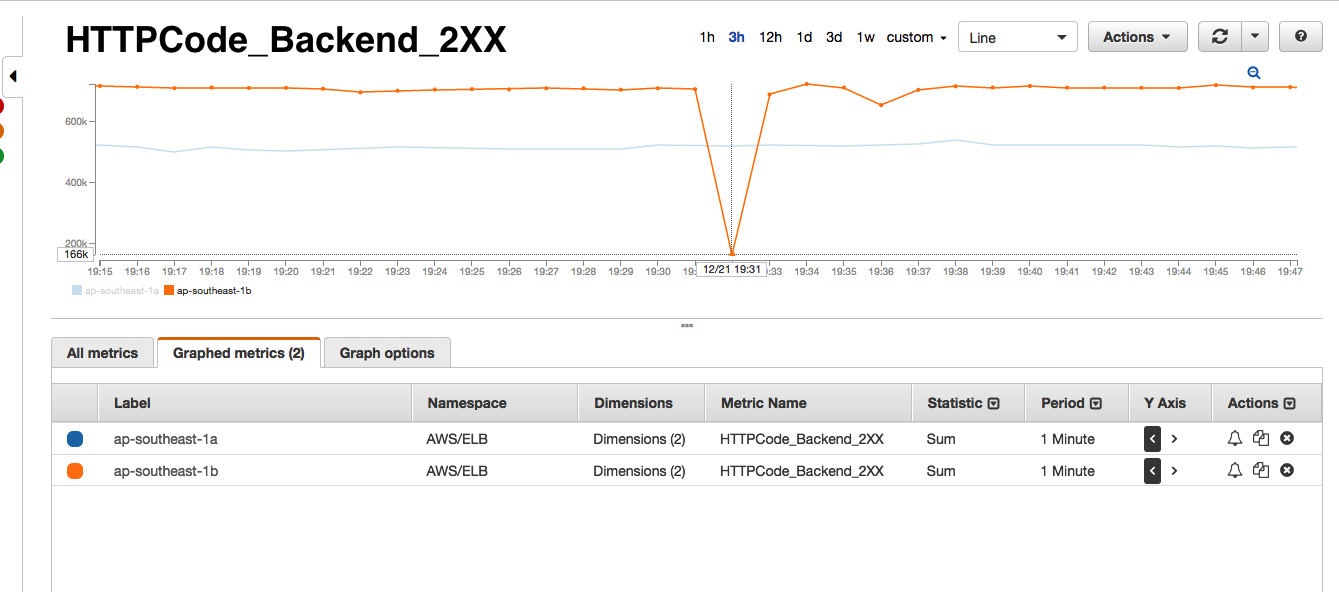 HTTPCode_Backend_2XX
1h 3h 12h 1d 3d 1w custom Line Actions ?
600k
400k
200k
166k
19:15 19:16 19:17 19:18 19:19 19:20 19:21 19:22 19:23 19:24 19:25 19:26 19:27 19:28 19:29 19:30 19: 12/21 19:31 :33 19:34 19:35 19:36 19:37 19:38 19:39 19:40 19:41 19:42 19:43 19:44 19:45 19:46 19:47
ap-southeast-1a ap-southeast-1b
All metrics Graphed metrics (2) Graph options
Label Namespace Dimensions Metric Name Statistic Period Y Axis Actions
ap-southeast-1a AWS/ELB Dimensions (2) HTTPCode_Backend_2XX Sum 1 Minute < >
ap-southeast-1b AWS/ELB Dimensions (2) HTTPCode_Backend_2XX Sum 1 Minute < >